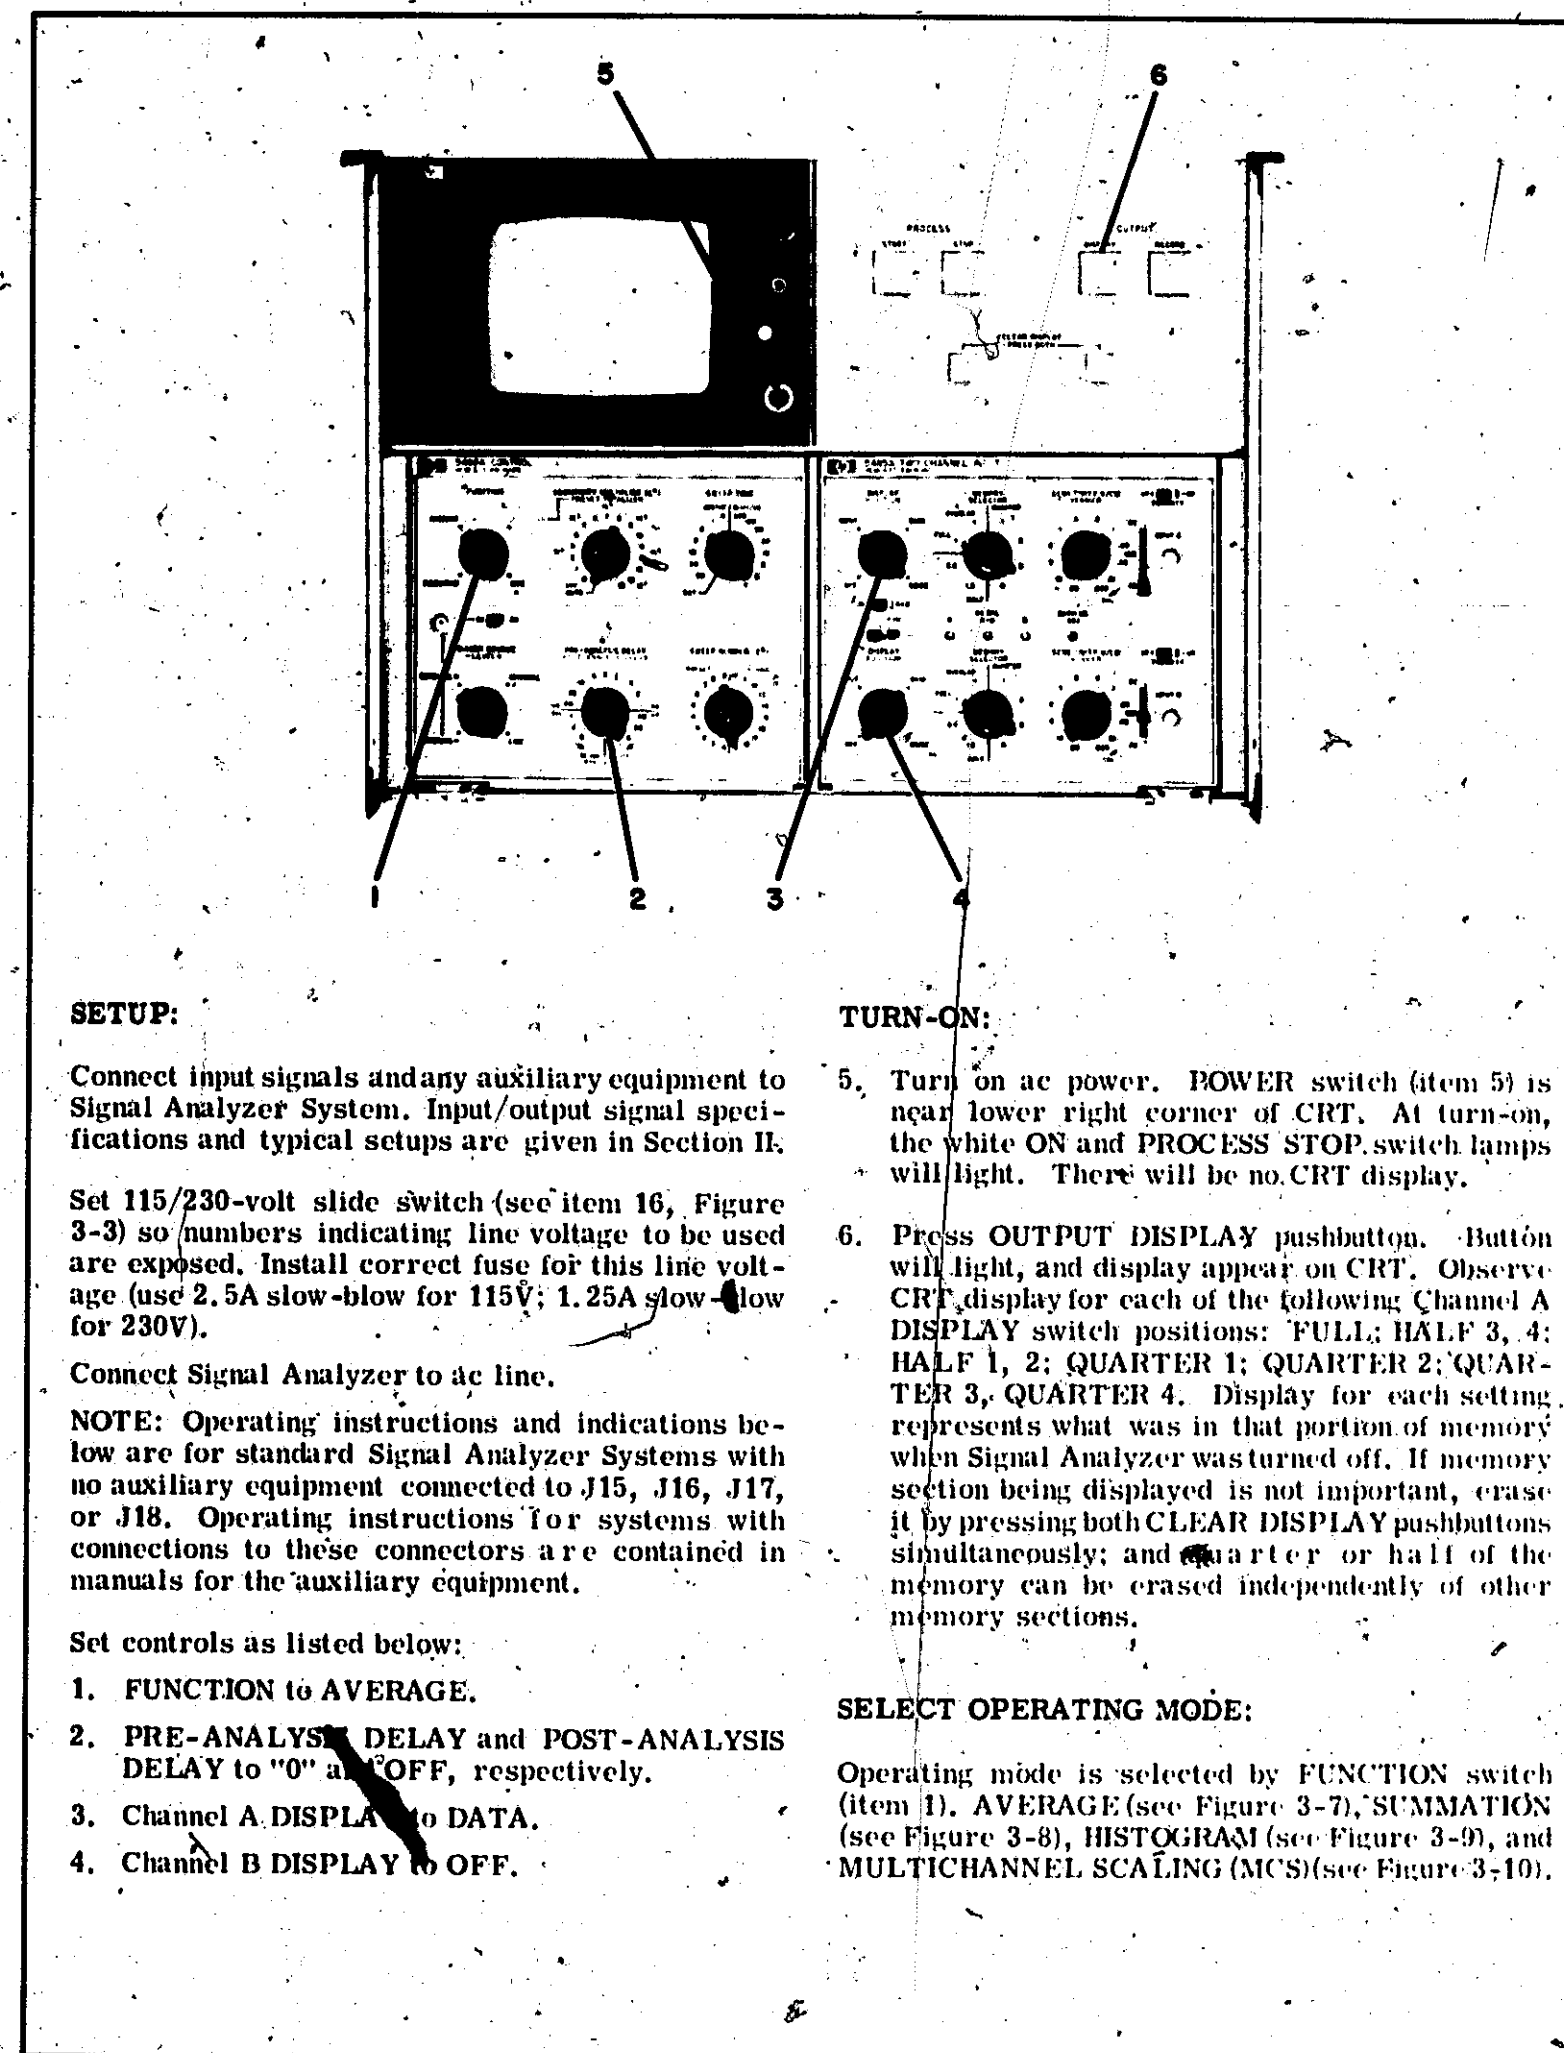 5
6
PROCESS
OUTPUT
START
STOP
DISPLAY
RECORD
CLEAR DISPLAY
PRESS BOTH
FUNCTION
1
2
3
4
SETUP:
Connect input signals and any auxiliary equipment to
Signal Analyzer System. Input/output signal speci-
fications and typical setups are given in Section II.
Set 115/230-volt slide switch (see item 16, Figure
3-3) so numbers indicating line voltage to be used
are exposed. Install correct fuse for this line volt-
age (use 2.5A slow-blow for 115V; 1.25A slow-blow
for 230V).
Connect Signal Analyzer to ac line.
NOTE: Operating instructions and indications be-
low are for standard Signal Analyzer Systems with
no auxiliary equipment connected to J15, J16, J17,
or J18. Operating instructions for systems with
connections to these connectors are contained in
manuals for the auxiliary equipment.
Set controls as listed below:
1. FUNCTION to AVERAGE.
2. PRE-ANALYSIS DELAY and POST-ANALYSIS
DELAY to "0" and OFF, respectively.
3. Channel A DISPLAY to DATA.
4. Channel B DISPLAY to OFF.
TURN-ON:
5. Turn on ac power. POWER switch (item 5) is
near lower right corner of CRT. At turn-on,
the white ON and PROCESS STOP switch lamps
will light. There will be no CRT display.
6. Press OUTPUT DISPLAY pushbutton. Button
will light, and display appear on CRT. Observe
CRT display for each of the following Channel A
DISPLAY switch positions: FULL; HALF 3, 4;
HALF 1, 2; QUARTER 1; QUARTER 2; QUAR-
TER 3, QUARTER 4. Display for each setting
represents what was in that portion of memory
when Signal Analyzer was turned off. If memory
section being displayed is not important, erase
it by pressing both CLEAR DISPLAY pushbuttons
simultaneously; and quarter or half of the
memory can be erased independently of other
memory sections.
SELECT OPERATING MODE:
Operating mode is selected by FUNCTION switch
(item 1). AVERAGE (see Figure 3-7), SUMMATION
(see Figure 3-8), HISTOGRAM (see Figure 3-9), and
MULTICHANNEL SCALING (MCS) (see Figure 3-10).